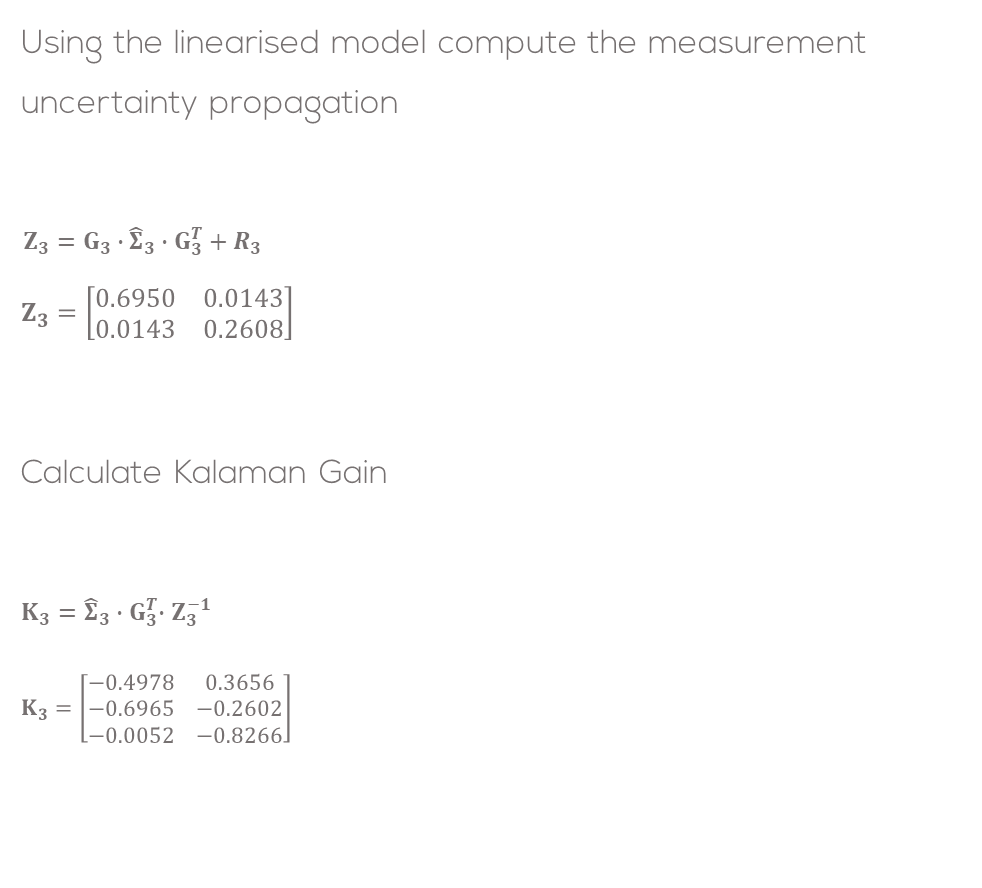 Using the linearised model compute the measurement
uncertainty propagation
Z₃ = G₃ · Σ̂₃ · G₃ᵀ + R₃
Z₃ = [0.6950 0.0143
0.0143 0.2608]
Calculate Kalaman Gain
K₃ = Σ̂₃ · G₃ᵀ · Z₃⁻¹
K₃ = [−0.4978 0.3656
−0.6965 −0.2602
−0.0052 −0.8266]